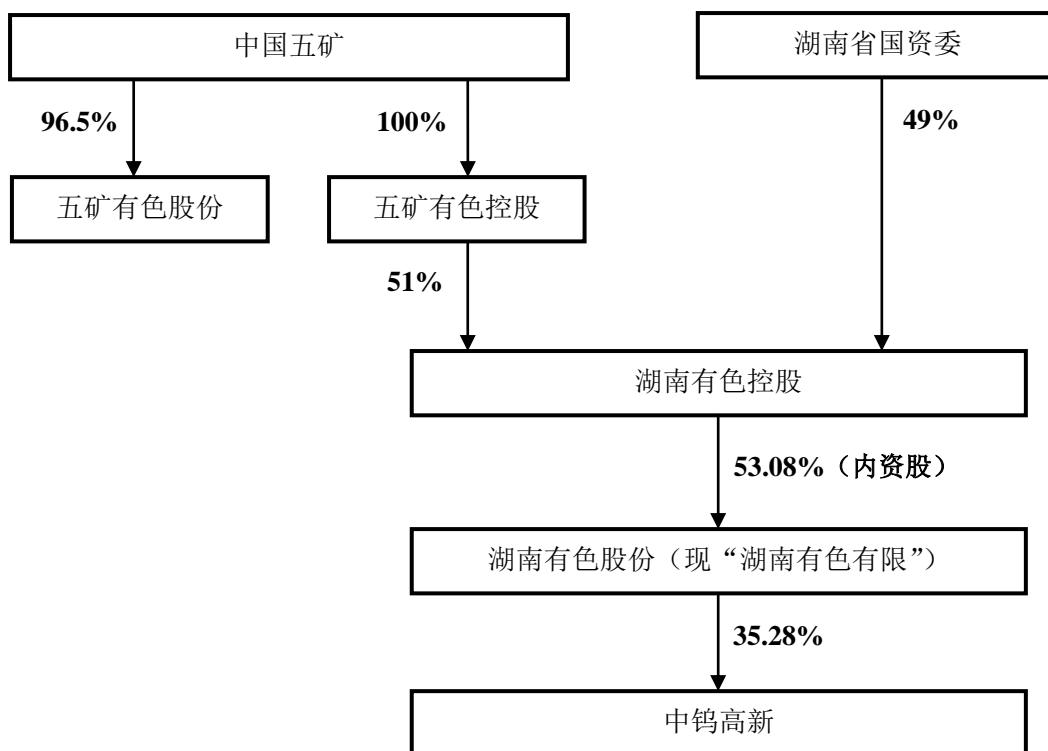 中国五矿
湖南省国资委
96.5%
100%
49%
五矿有色股份
五矿有色控股
51%
湖南有色控股
53.08%（内资股）
湖南有色股份（现“湖南有色有限”）
35.28%
中钨高新